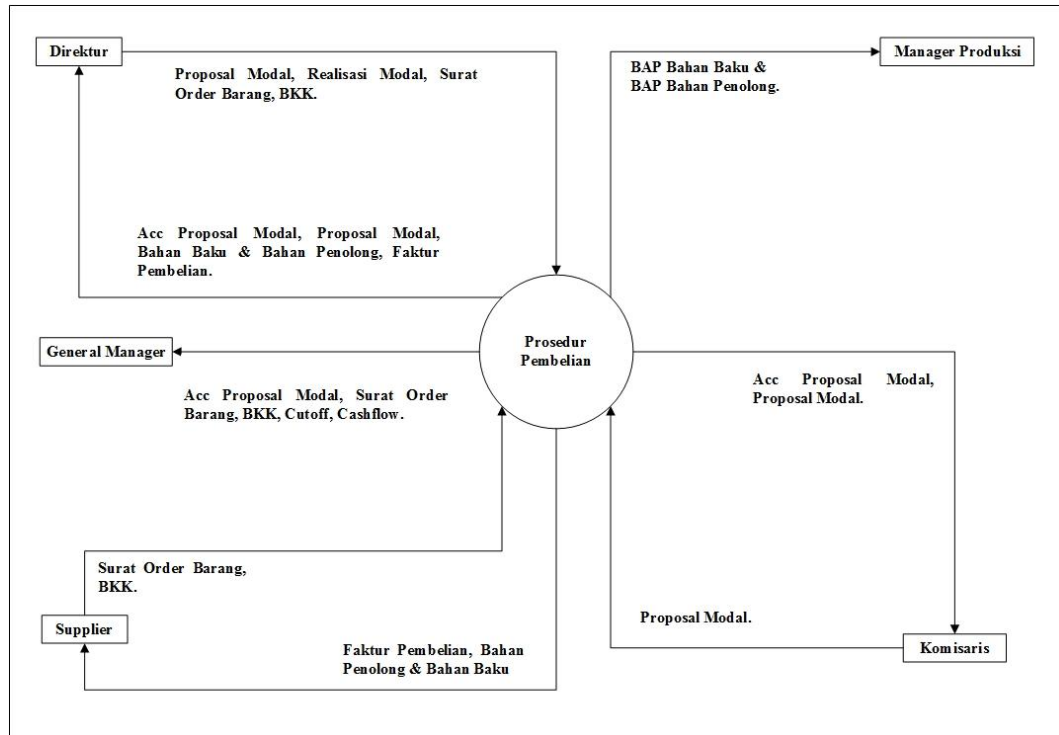 Direktur
Manager Produksi
Proposal Modal, Realisasi Modal, Surat
Order Barang, BKK.
BAP Bahan Baku &
BAP Bahan Penolong.
Acc Proposal Modal, Proposal Modal,
Bahan Baku & Bahan Penolong, Faktur
Pembelian.
Prosedur
Pembelian
General Manager
Acc Proposal Modal, Surat Order
Barang, BKK, Cutoff, Cashflow.
Acc Proposal Modal,
Proposal Modal.
Surat Order Barang,
BKK.
Supplier
Faktur Pembelian, Bahan
Penolong & Bahan Baku
Proposal Modal.
Komisaris